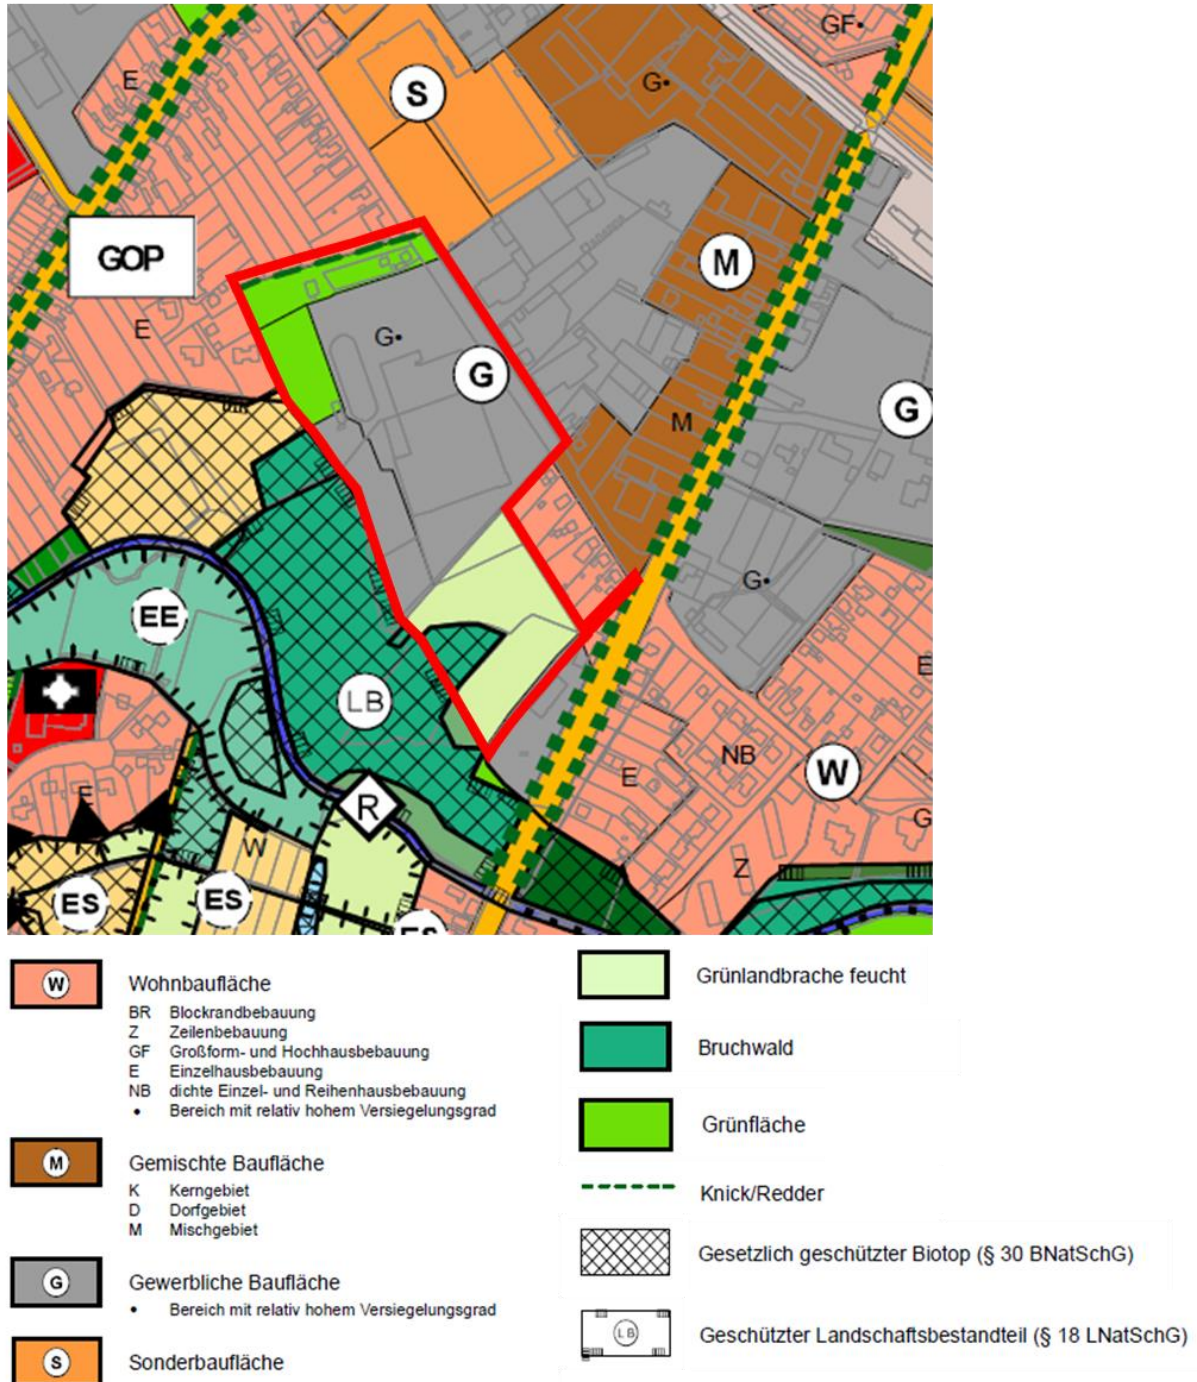 GF•
E
S
G•
GOP
M
E
G•
G
G
M
G•
EE
E
LB
NB
E
W
R
E
G
W
Z
ES
ES
ES
W
Wohnbaufläche
BR Blockrandbebauung
Z Zeilenbebauung
GF Großform- und Hochhausbebauung
E Einzelhausbebauung
NB dichte Einzel- und Reihenhausbebauung
• Bereich mit relativ hohem Versiegelungsgrad
M
Gemischte Baufläche
K Kerngebiet
D Dorfgebiet
M Mischgebiet
G
Gewerbliche Baufläche
• Bereich mit relativ hohem Versiegelungsgrad
S
Sonderbaufläche
Grünlandbrache feucht
Bruchwald
Grünfläche
Knick/Redder
Gesetzlich geschützter Biotop (§ 30 BNatSchG)
LB
Geschützter Landschaftsbestandteil (§ 18 LNatSchG)